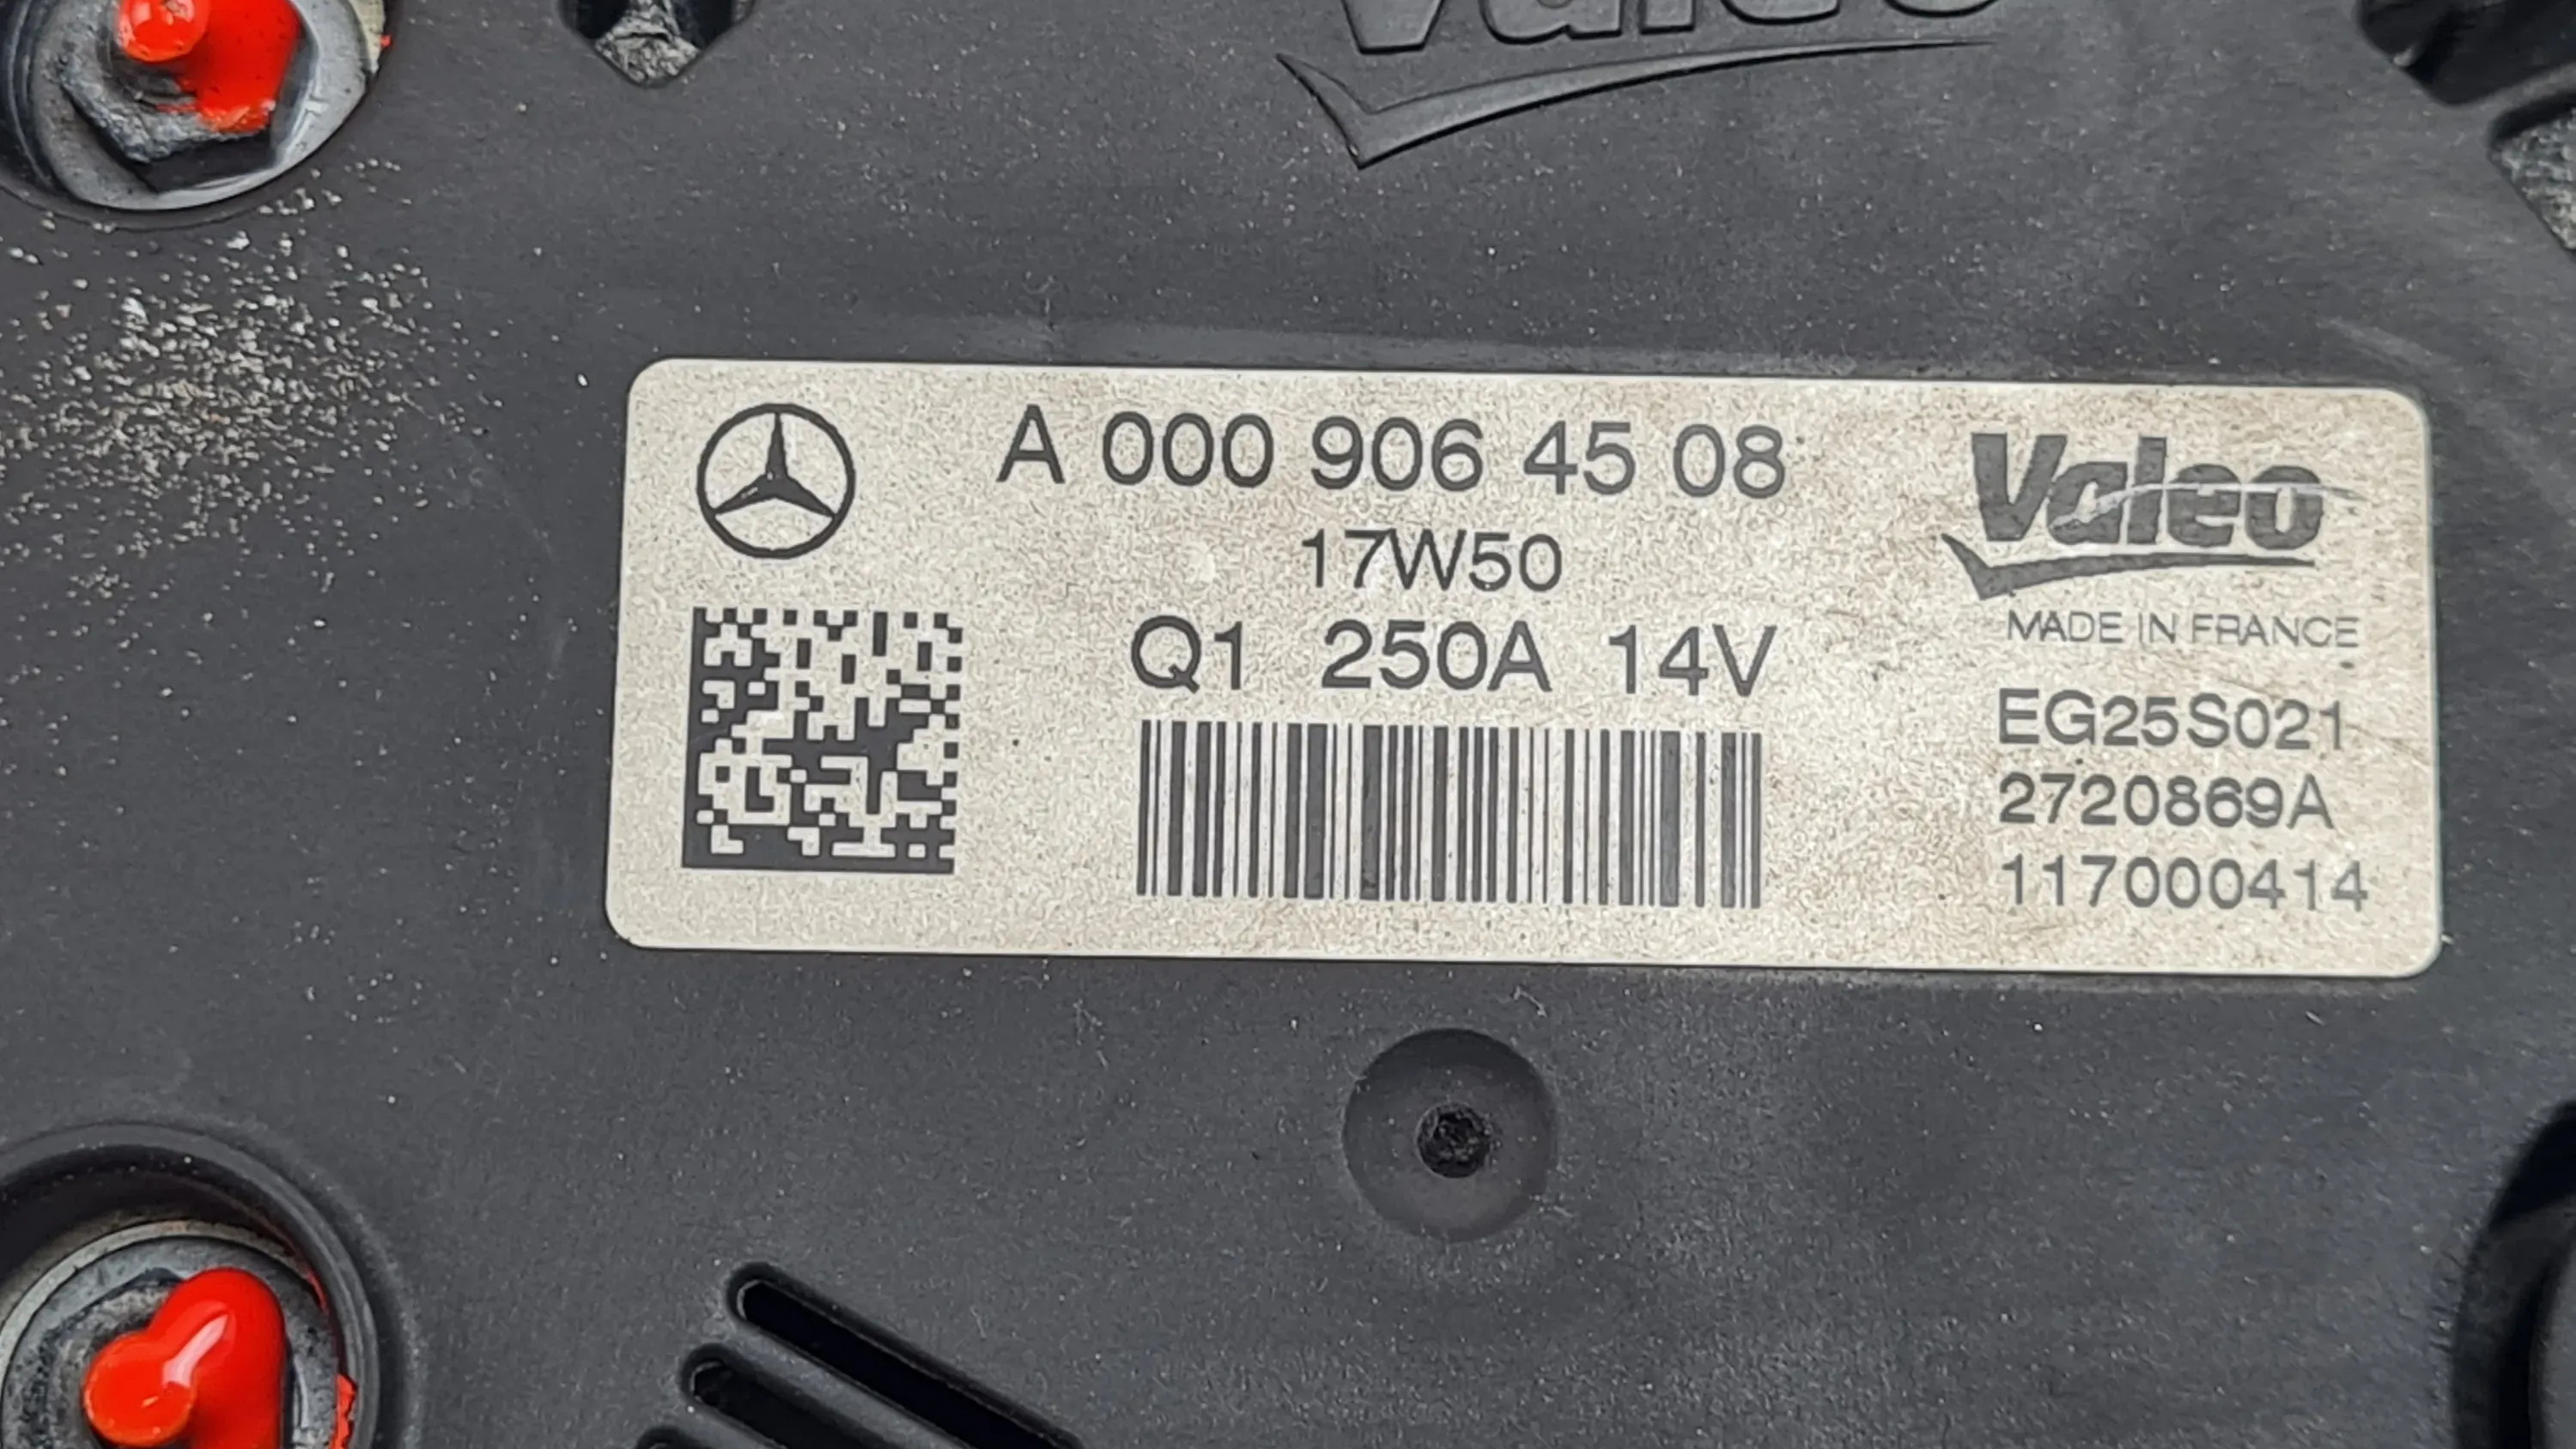 Valeo
A 000 906 45 08
17W50
Q1 250A 14V
Valeo
MADE IN FRANCE
EG25S021
2720869A
117000414